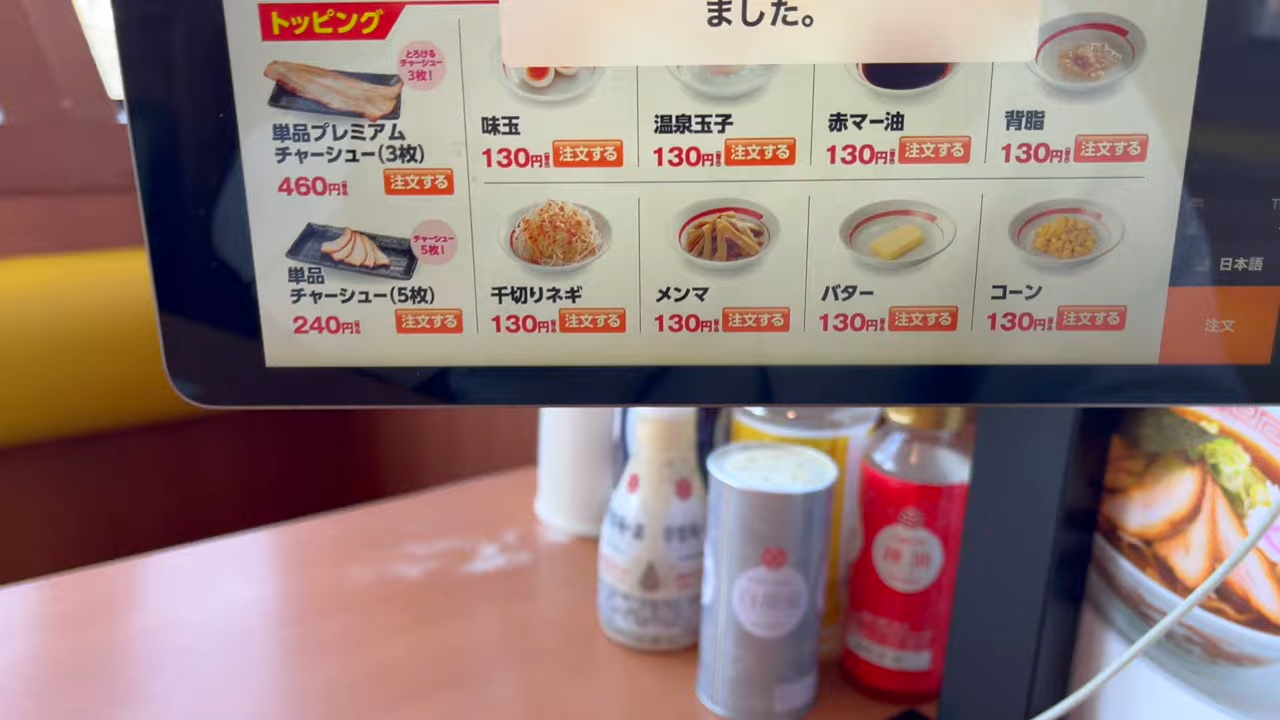 ました。
トッピング
とろける
チャーシュー
3枚!
単品プレミアム
チャーシュー(3枚)
460円
注文する
味玉
130円
注文する
温泉玉子
130円
注文する
赤マー油
130円
注文する
背脂
130円
注文する
チャーシュー
5枚!
単品
チャーシュー(5枚)
240円
注文する
千切りネギ
130円
注文する
メンマ
130円
注文する
バター
130円
注文する
コーン
130円
注文する
日本語
注文